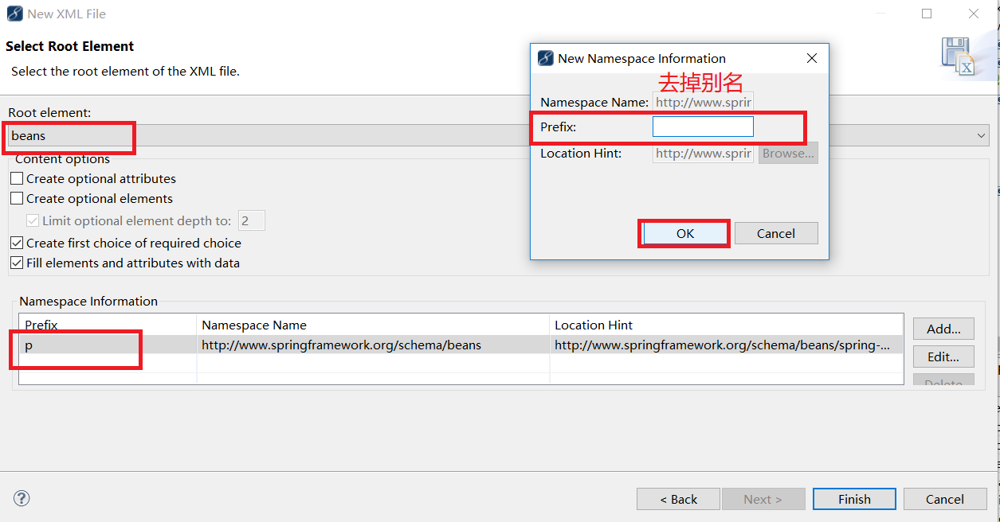 New XML File
Select Root Element
Select the root element of the XML file.
Root element:
beans
Content options
Create optional attributes
Create optional elements
Limit optional element depth to: 2
Create first choice of required choice
Fill elements and attributes with data
New Namespace Information
去掉别名
Namespace Name: http://www.sprir
Prefix:
Location Hint: http://www.sprir Browse...
OK Cancel
Namespace Information
Prefix Namespace Name Location Hint
p http://www.springframework.org/schema/beans http://www.springframework.org/schema/beans/spring-...
Add...
Edit...
Delete
< Back Next > Finish Cancel